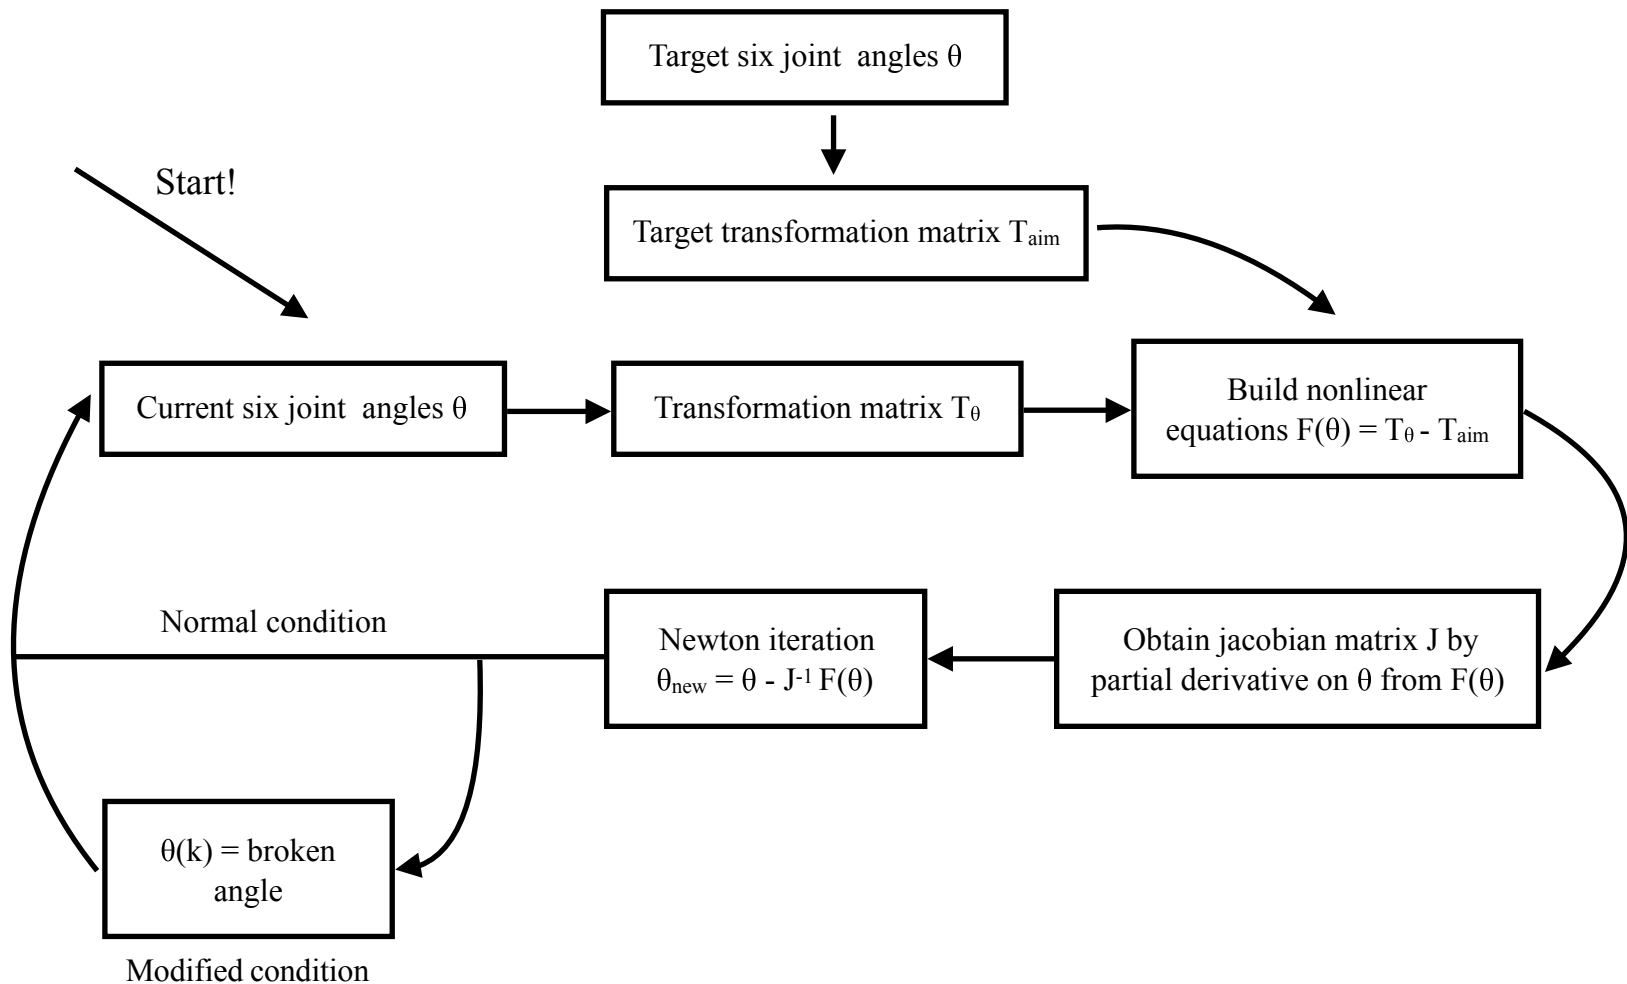 Target six joint angles θ
Start!
Target transformation matrix Taim
Current six joint angles θ
Transformation matrix Tθ
Build nonlinear
equations F(θ) = Tθ - Taim
Normal condition
Newton iteration
θnew = θ - J-1 F(θ)
Obtain jacobian matrix J by
partial derivative on θ from F(θ)
θ(k) = broken
angle
Modified condition